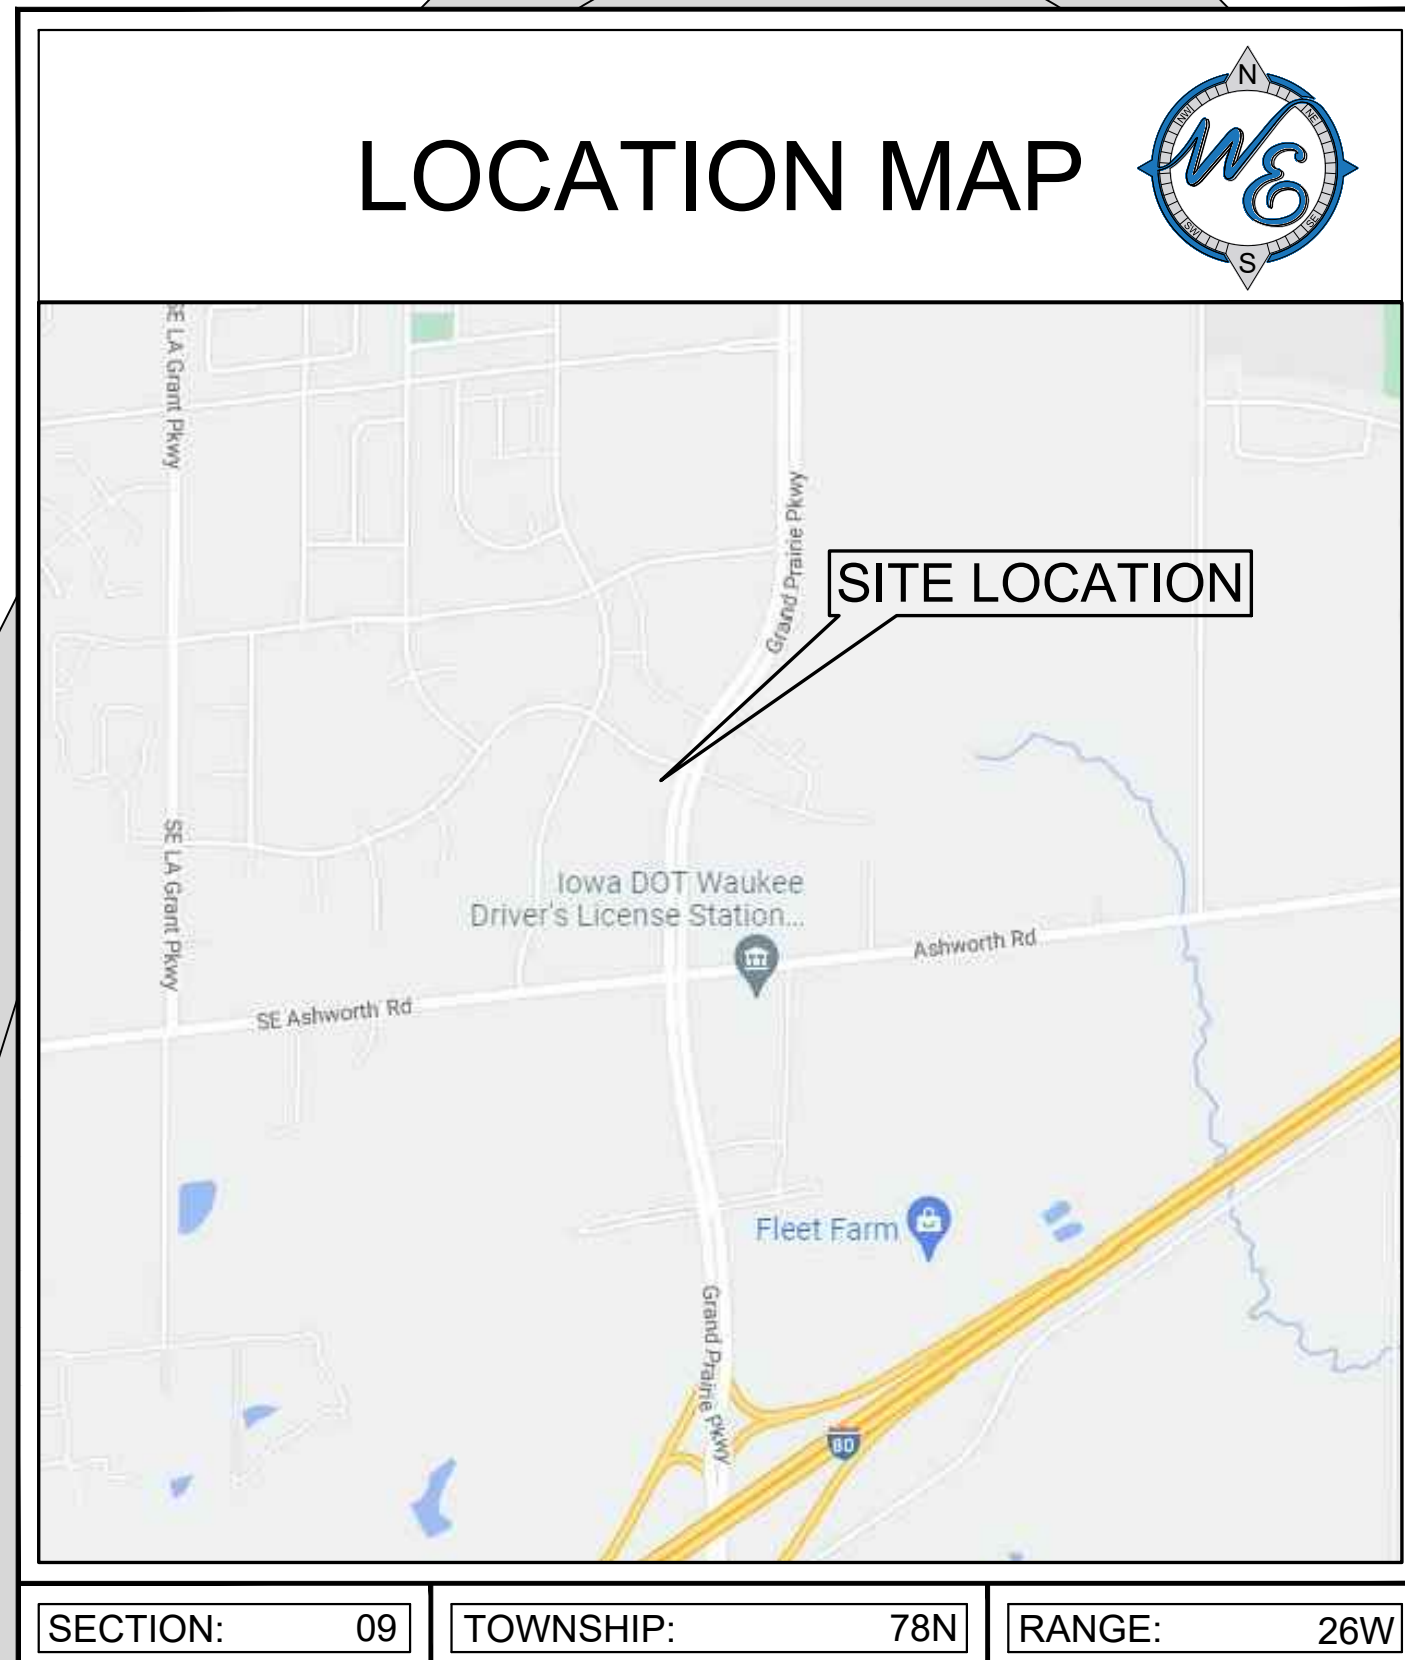 LOCATION MAP
N
NW
NE
WE
SW
SE
S
SE LA Grant Pkwy
Grand Prairie Pkwy
SITE LOCATION
SE LA Grant Pkwy
Iowa DOT Waukee
Driver's License Station...
Ashworth Rd
SE Ashworth Rd
Fleet Farm
Grand Prairie Pkwy
80
SECTION: 09
TOWNSHIP: 78N
RANGE: 26W